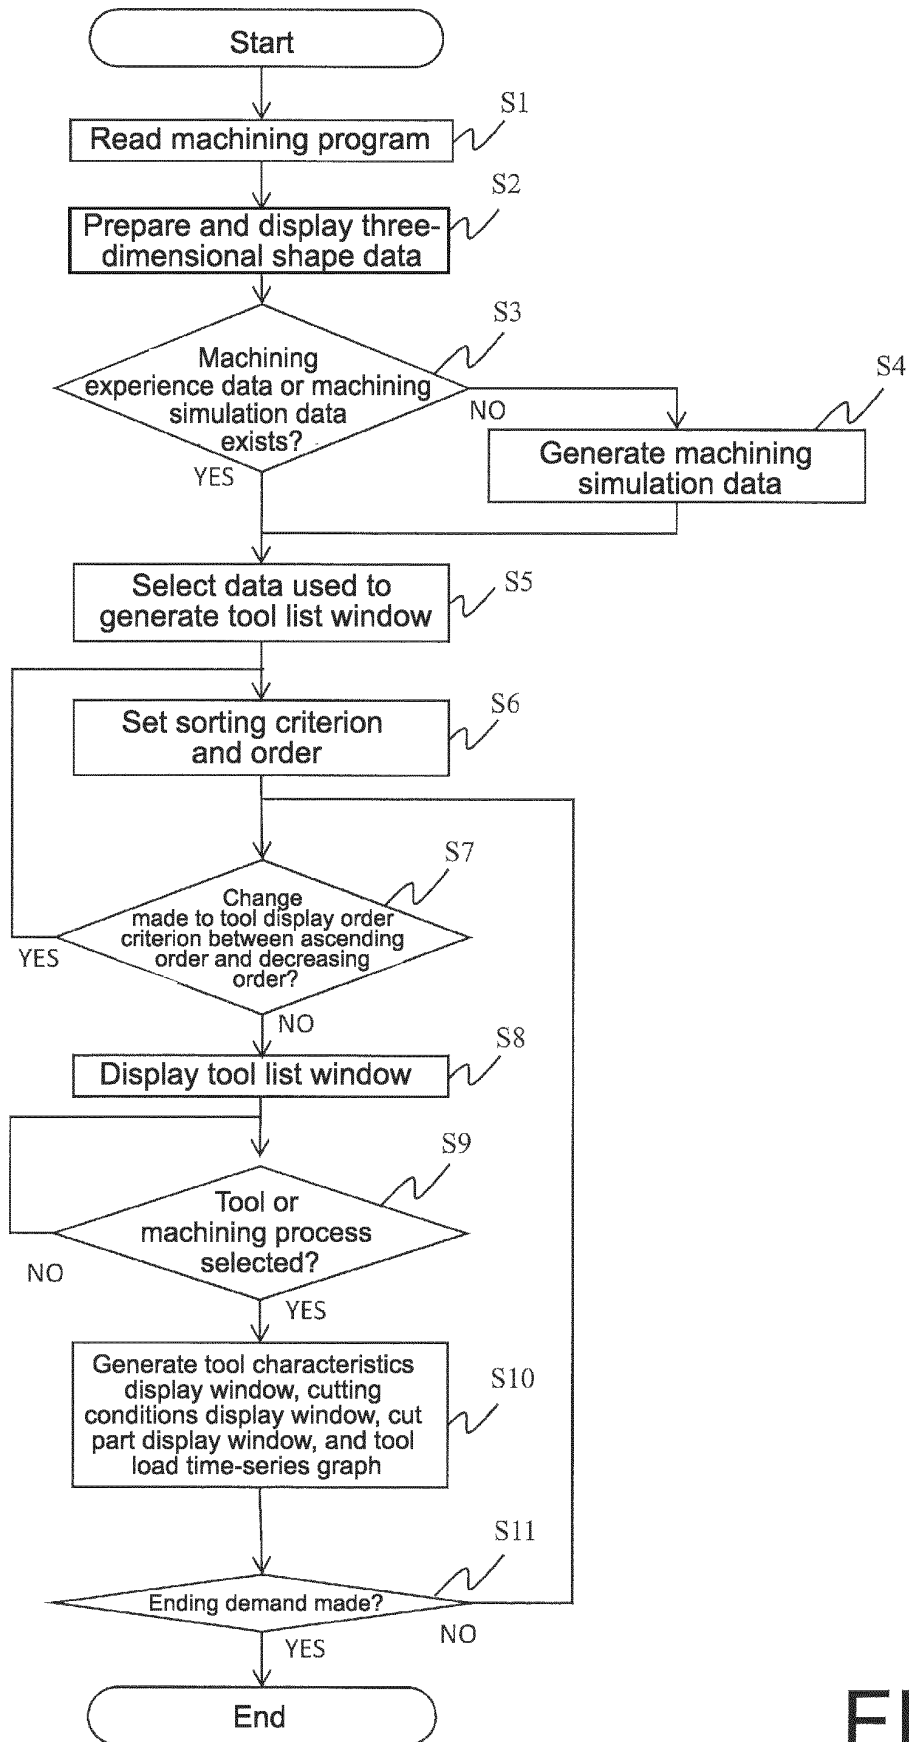 Start
S1
Read machining program
S2
Prepare and display three-
dimensional shape data
S3
Machining
experience data or machining
simulation data
exists?
NO
YES
S4
Generate machining
simulation data
S5
Select data used to
generate tool list window
S6
Set sorting criterion
and order
S7
Change
made to tool display order
criterion between ascending
order and decreasing
order?
YES
NO
S8
Display tool list window
S9
Tool or
machining process
selected?
NO
YES
S10
Generate tool characteristics
display window, cutting
conditions display window, cut
part display window, and tool
load time-series graph
S11
Ending demand made?
NO
YES
End